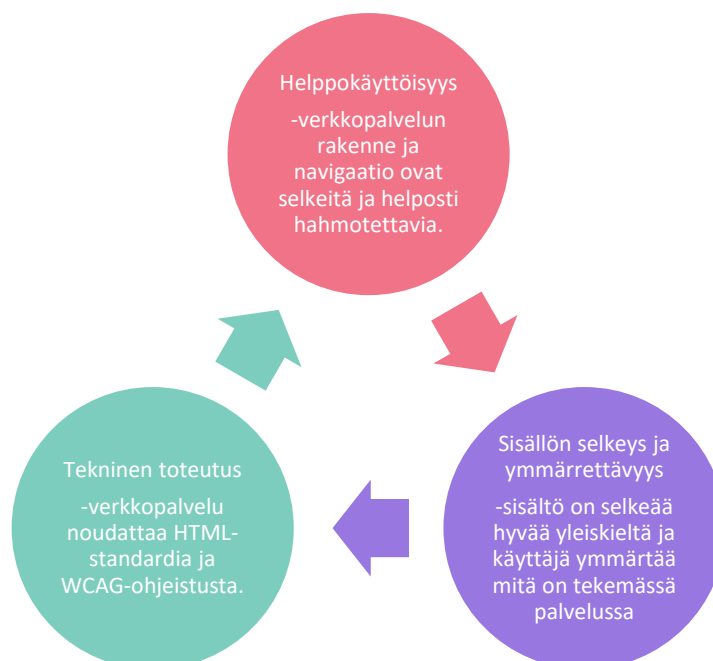 Helppokäyttöisyys
-verkkopalvelun
rakenne ja
navigaatio ovat
selkeitä ja helposti
hahmotettavia.
Sisällön selkeys ja
ymmärrettävyys
-sisältö on selkeää
hyvää yleiskieltä ja
käyttäjä ymmärtää
mitä on tekemässä
palvelussa
Tekninen toteutus
-verkkopalvelu
noudattaa HTML-
standardia ja
WCAG-ohjeistusta.